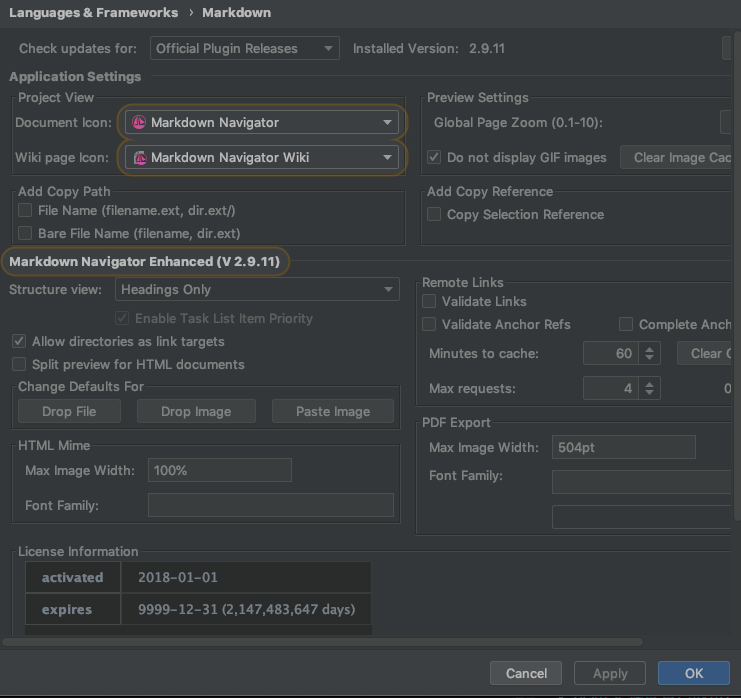 Languages & Frameworks › Markdown
Check updates for: Official Plugin Releases Installed Version: 2.9.11
Application Settings
Project View
Document Icon: Markdown Navigator
Wiki page Icon: Markdown Navigator Wiki
Preview Settings
Global Page Zoom (0.1-10):
Do not display GIF images Clear Image Cac
Add Copy Path
File Name (filename.ext, dir.ext/)
Bare File Name (filename, dir.ext)
Add Copy Reference
Copy Selection Reference
Markdown Navigator Enhanced (V 2.9.11)
Structure view: Headings Only
Enable Task List Item Priority
Allow directories as link targets
Split preview for HTML documents
Change Defaults For
Drop File Drop Image Paste Image
HTML Mime
Max Image Width: 100%
Font Family:
Remote Links
Validate Links
Validate Anchor Refs Complete Anch
Minutes to cache: 60 Clear C
Max requests: 4 0
PDF Export
Max Image Width: 504pt
Font Family:
License Information
activated 2018-01-01
expires 9999-12-31 (2,147,483,647 days)
Cancel Apply OK